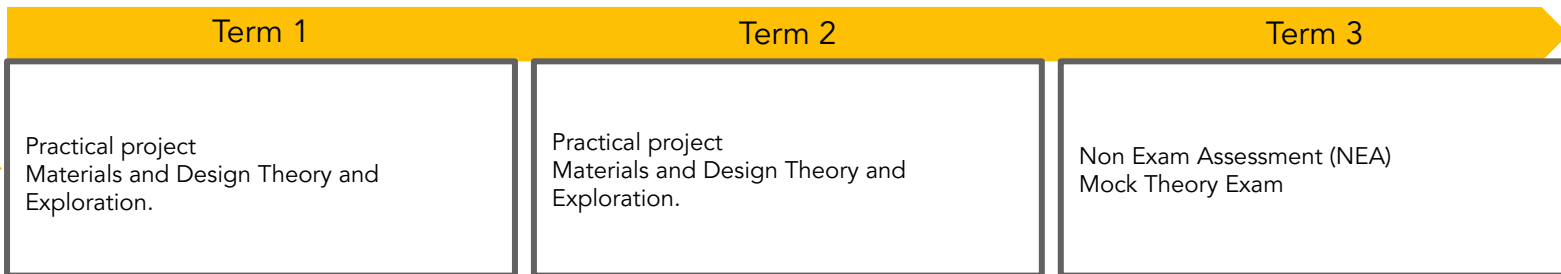 Term 1
Term 2
Term 3
Practical project
Materials and Design Theory and
Exploration.
Practical project
Materials and Design Theory and
Exploration.
Non Exam Assessment (NEA)
Mock Theory Exam